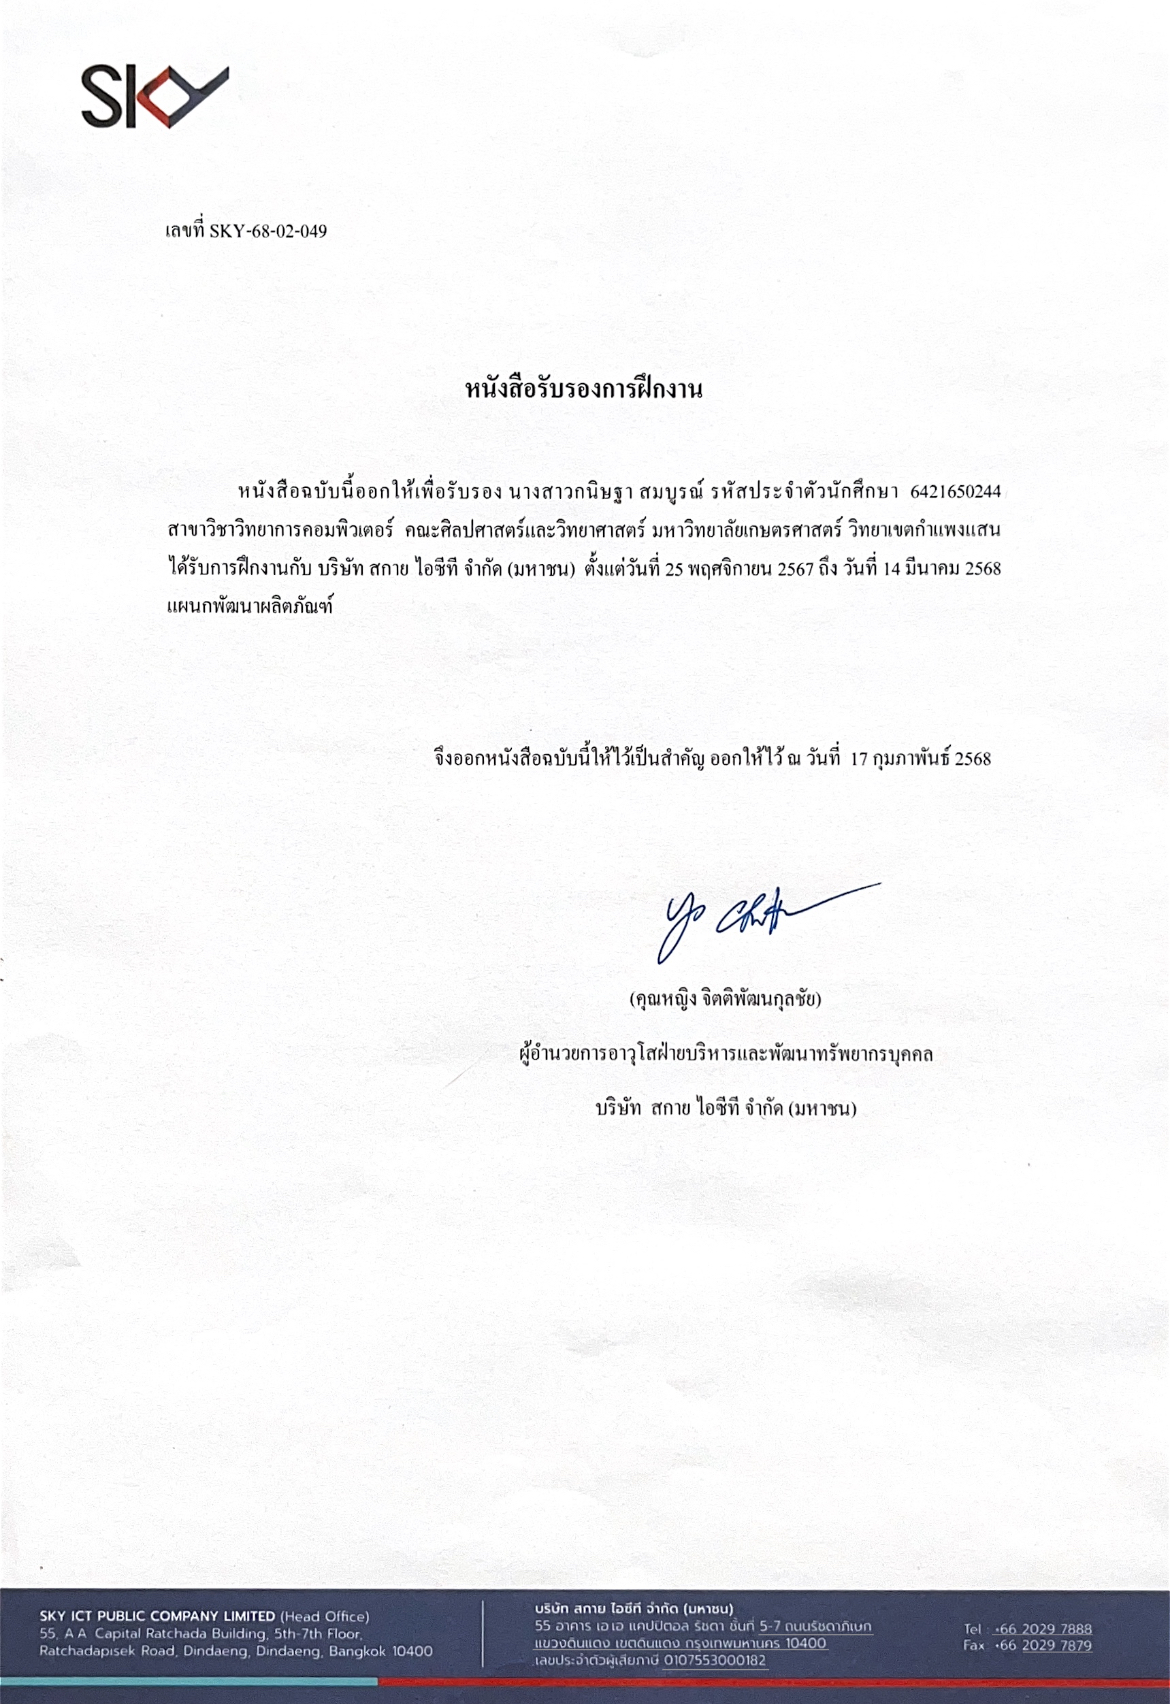 SKY
เลขที่ SKY-68-02-049
หนังสือรับรองการฝึกงาน
หนังสือฉบับนี้ออกให้เพื่อรับรอง นางสาวกนิษฐา สมบูรณ์ รหัสประจำตัวนักศึกษา 6421650244
สาขาวิชาวิทยาการคอมพิวเตอร์ คณะศิลปศาสตร์และวิทยาศาสตร์ มหาวิทยาลัยเกษตรศาสตร์ วิทยาเขตกำแพงแสน
ได้รับการฝึกงานกับ บริษัท สกาย ไอซีที จำกัด (มหาชน) ตั้งแต่วันที่ 25 พฤศจิกายน 2567 ถึง วันที่ 14 มีนาคม 2568
แผนกพัฒนาผลิตภัณฑ์
จึงออกหนังสือฉบับนี้ให้ไว้เป็นสำคัญ ออกให้ไว้ ณ วันที่ 17 กุมภาพันธ์ 2568
(คุณหญิง จิตติพัฒนกุลชัย)
ผู้อำนวยการอาวุโสฝ่ายบริหารและพัฒนาทรัพยากรบุคคล
บริษัท สกาย ไอซีที จำกัด (มหาชน)
SKY ICT PUBLIC COMPANY LIMITED (Head Office)
55, A A Capital Ratchada Building, 5th-7th Floor,
Ratchadapisek Road, Dindaeng, Dindaeng, Bangkok 10400
บริษัท สกาย ไอซีที จำกัด (มหาชน)
55 อาคาร เอ เอ แคปปิตอล รัชดา ชั้นที่ 5-7 ถนนรัชดาภิเษก
แขวงดินแดง เขตดินแดง กรุงเทพมหานคร 10400
เลขประจำตัวผู้เสียภาษี 0107553000182
Tel : +66 2029 7888
Fax : +66 2029 7879